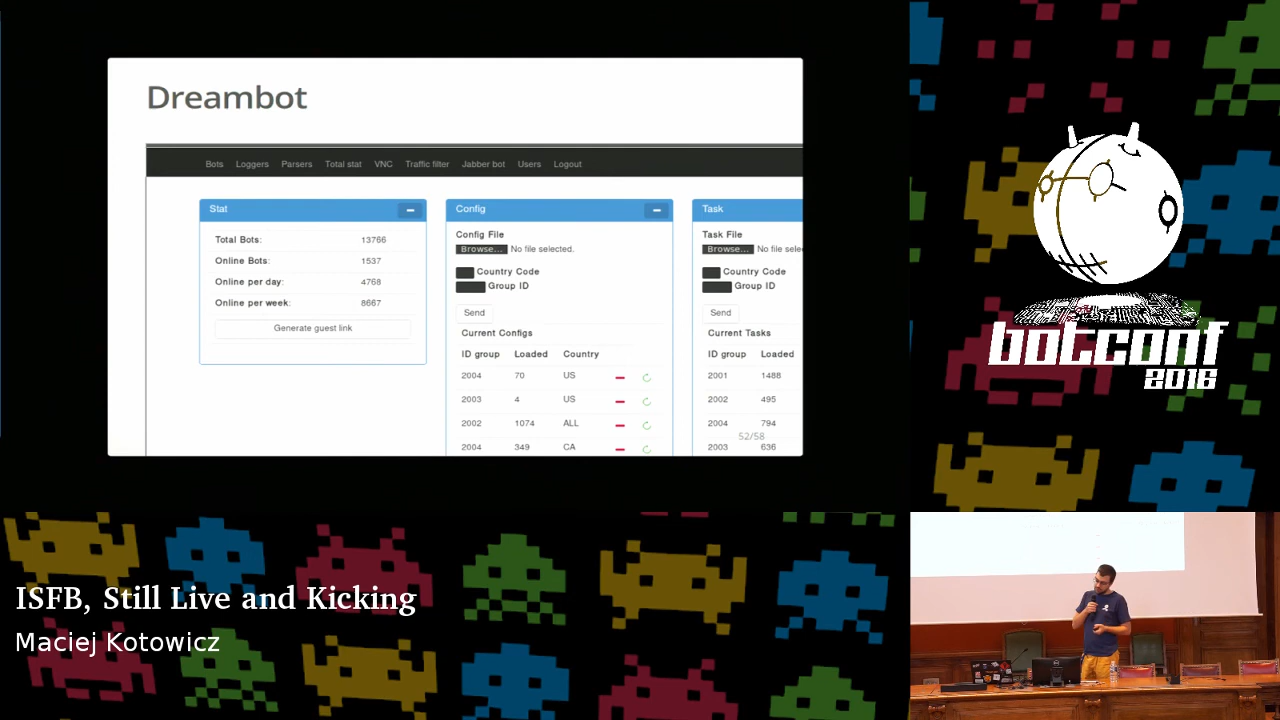 Dreambot
Bots Loggers Parsers Total stat VNC Traffic filter Jabber bot Users Logout
Stat
Total Bots: 13766
Online Bots: 1537
Online per day: 4768
Online per week: 8667
Generate guest link
Config
Config File
Browse... No file selected.
Country Code
Group ID
Send
Current Configs
ID group Loaded Country
2004 70 US
2003 4 US
2002 1074 ALL
2004 349 CA
Task
Task File
Browse... No file sele
Country Code
Group ID
Send
Current Tasks
ID group Loaded
2001 1488
2002 495
2004 794
2003 636
52/58
botconf
2016
ISFB, Still Live and Kicking
Maciej Kotowicz